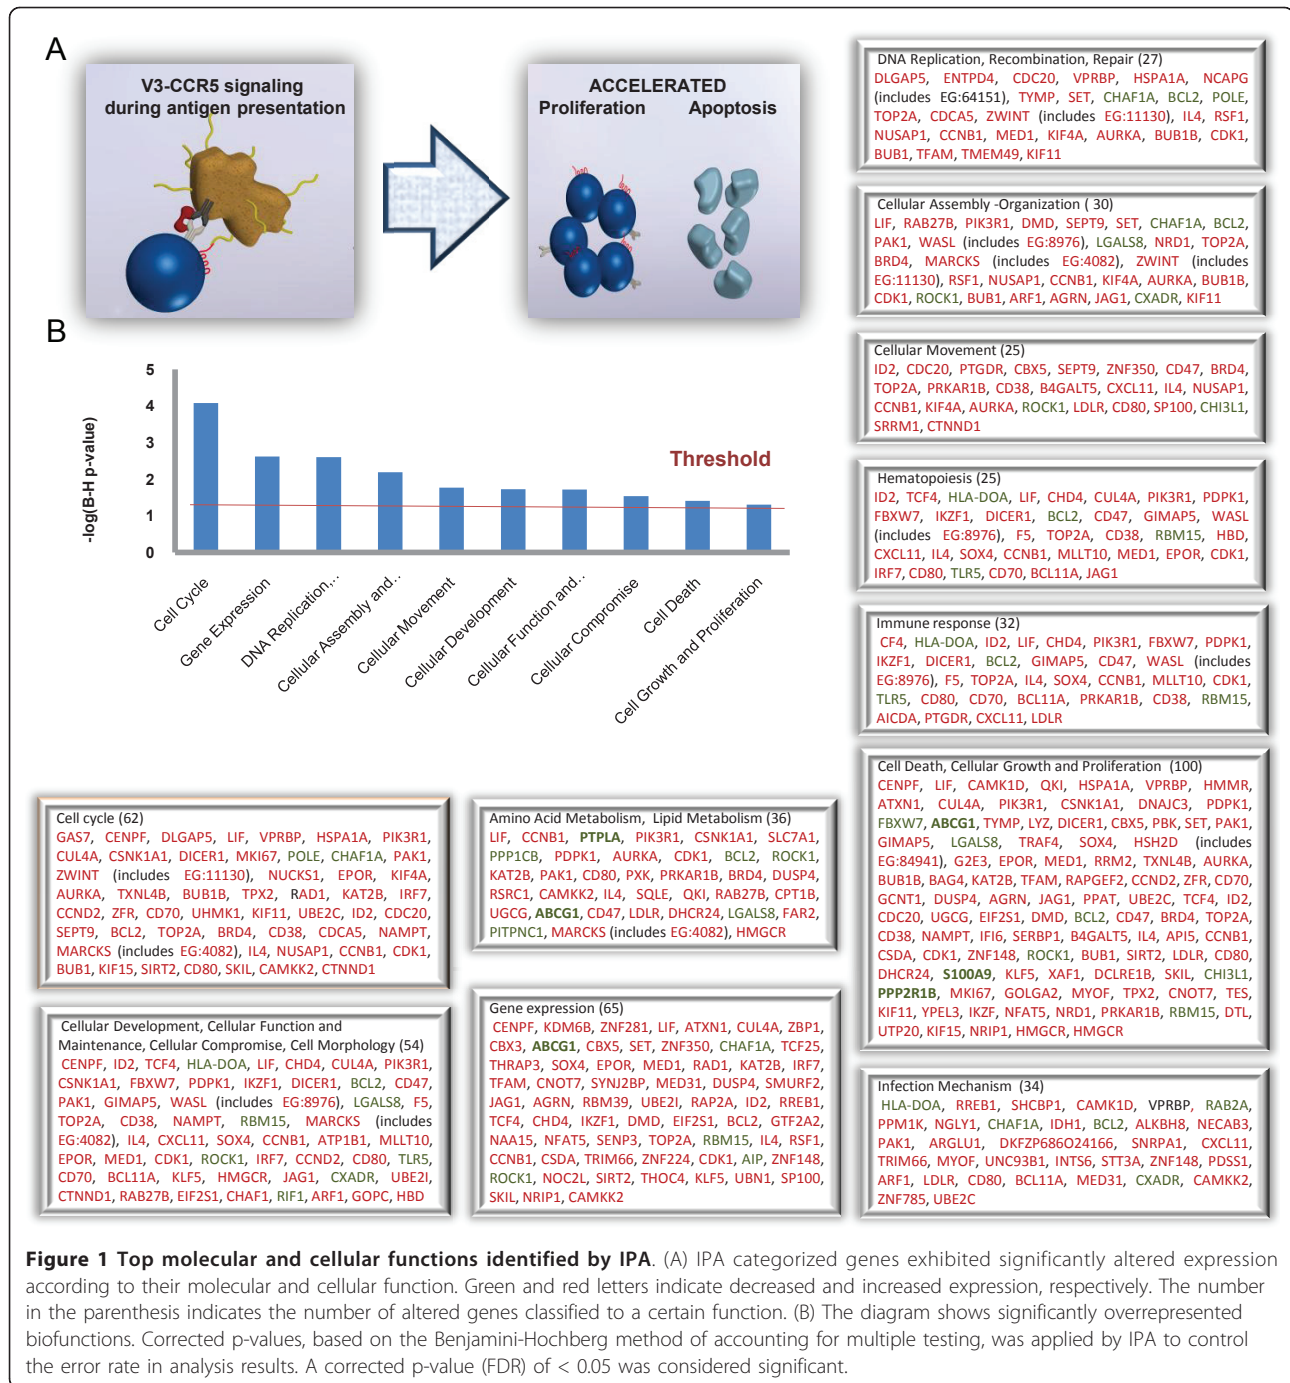 A
V3-CCR5 signaling
during antigen presentation
ACCELERATED
Proliferation Apoptosis
B
5
4
3
2
1
0
-log(B-H p-value)
Threshold
Cell Cycle
Gene Expression
DNA Replication,...
Cellular Assembly and..
Cellular Movement
Cellular Development
Cellular Function and..
Cellular Compromise
Cell Death
Cell Growth and Proliferation
DNA Replication, Recombination, Repair (27)
DLGAP5, ENTPD4, CDC20, VPRBP, HSPA1A, NCAPG
(includes EG:64151), TYMP, SET, CHAF1A, BCL2, POLE,
TOP2A, CDCA5, ZWINT (includes EG:11130), IL4, RSF1,
NUSAP1, CCNB1, MED1, KIF4A, AURKA, BUB1B, CDK1,
BUB1, TFAM, TMEM49, KIF11
Cellular Assembly -Organization ( 30)
LIF, RAB27B, PIK3R1, DMD, SEPT9, SET, CHAF1A, BCL2,
PAK1, WASL (includes EG:8976), LGALS8, NRD1, TOP2A,
BRD4, MARCKS (includes EG:4082), ZWINT (includes
EG:11130), RSF1, NUSAP1, CCNB1, KIF4A, AURKA, BUB1B,
CDK1, ROCK1, BUB1, ARF1, AGRN, JAG1, CXADR, KIF11
Cellular Movement (25)
ID2, CDC20, PTGDR, CBX5, SEPT9, ZNF350, CD47, BRD4,
TOP2A, PRKAR1B, CD38, B4GALT5, CXCL11, IL4, NUSAP1,
CCNB1, KIF4A, AURKA, ROCK1, LDLR, CD80, SP100, CHI3L1,
SRRM1, CTNND1
Hematopoiesis (25)
ID2, TCF4, HLA-DOA, LIF, CHD4, CUL4A, PIK3R1, PDPK1,
FBXW7, IKZF1, DICER1, BCL2, CD47, GIMAP5, WASL
(includes EG:8976), F5, TOP2A, CD38, RBM15, HBD,
CXCL11, IL4, SOX4, CCNB1, MLLT10, MED1, EPOR, CDK1,
IRF7, CD80, TLR5, CD70, BCL11A, JAG1
Immune response (32)
CF4, HLA-DOA, ID2, LIF, CHD4, PIK3R1, FBXW7, PDPK1,
IKZF1, DICER1, BCL2, GIMAP5, CD47, WASL (includes
EG:8976), F5, TOP2A, IL4, SOX4, CCNB1, MLLT10, CDK1,
TLR5, CD80, CD70, BCL11A, PRKAR1B, CD38, RBM15,
AICDA, PTGDR, CXCL11, LDLR
Cell Death, Cellular Growth and Proliferation (100)
CENPF, LIF, CAMK1D, QKI, HSPA1A, VPRBP, HMMR,
ATXN1, CUL4A, PIK3R1, CSNK1A1, DNAJC3, PDPK1,
FBXW7, ABCG1, TYMP, LYZ, DICER1, CBX5, PBK, SET, PAK1,
GIMAP5, LGALS8, TRAF4, SOX4, HSH2D (includes
EG:84941), G2E3, EPOR, MED1, RRM2, TXNL4B, AURKA,
BUB1B, BAG4, KAT2B, TFAM, RAPGEF2, CCND2, ZFR, CD70,
GCNT1, DUSP4, AGRN, JAG1, PPAT, UBE2C, TCF4, ID2,
CDC20, UGCG, EIF2S1, DMD, BCL2, CD47, BRD4, TOP2A,
CD38, NAMPT, IFI6, SERBP1, B4GALT5, IL4, API5, CCNB1,
CSDA, CDK1, ZNF148, ROCK1, BUB1, SIRT2, LDLR, CD80,
DHCR24, S100A9, KLF5, XAF1, DCLRE1B, SKIL, CHI3L1,
PPP2R1B, MKI67, GOLGA2, MYOF, TPX2, CNOT7, TES,
KIF11, YPEL3, IKZF, NFAT5, NRD1, PRKAR1B, RBM15, DTL,
UTP20, KIF15, NRIP1, HMGCR, HMGCR
Infection Mechanism (34)
HLA-DOA, RREB1, SHCBP1, CAMK1D, VPRBP, RAB2A,
PPM1K, NGLY1, CHAF1A, IDH1, BCL2, ALKBH8, NECAB3,
PAK1, ARGLU1, DKFZP686O24166, SNRPA1, CXCL11,
TRIM66, MYOF, UNC93B1, INTS6, STT3A, ZNF148, PDSS1,
ARF1, LDLR, CD80, BCL11A, MED31, CXADR, CAMKK2,
ZNF785, UBE2C
Cell cycle (62)
GAS7, CENPF, DLGAP5, LIF, VPRBP, HSPA1A, PIK3R1,
CUL4A, CSNK1A1, DICER1, MKI67, POLE, CHAF1A, PAK1,
ZWINT (includes EG:11130), NUCKS1, EPOR, KIF4A,
AURKA, TXNL4B, BUB1B, TPX2, RAD1, KAT2B, IRF7,
CCND2, ZFR, CD70, UHMK1, KIF11, UBE2C, ID2, CDC20,
SEPT9, BCL2, TOP2A, BRD4, CD38, CDCA5, NAMPT,
MARCKS (includes EG:4082), IL4, NUSAP1, CCNB1, CDK1,
BUB1, KIF15, SIRT2, CD80, SKIL, CAMKK2, CTNND1
Cellular Development, Cellular Function and
Maintenance, Cellular Compromise, Cell Morphology (54)
CENPF, ID2, TCF4, HLA-DOA, LIF, CHD4, CUL4A, PIK3R1,
CSNK1A1, FBXW7, PDPK1, IKZF1, DICER1, BCL2, CD47,
PAK1, GIMAP5, WASL (includes EG:8976), LGALS8, F5,
TOP2A, CD38, NAMPT, RBM15, MARCKS (includes
EG:4082), IL4, CXCL11, SOX4, CCNB1, ATP1B1, MLLT10,
EPOR, MED1, CDK1, ROCK1, IRF7, CCND2, CD80, TLR5,
CD70, BCL11A, KLF5, HMGCR, JAG1, CXADR, UBE2I,
CTNND1, RAB27B, EIF2S1, CHAF1, RIF1, ARF1, GOPC, HBD
Amino Acid Metabolism, Lipid Metabolism (36)
LIF, CCNB1, PTPLA, PIK3R1, CSNK1A1, SLC7A1,
PPP1CB, PDPK1, AURKA, CDK1, BCL2, ROCK1,
KAT2B, PAK1, CD80, PXK, PRKAR1B, BRD4, DUSP4,
RSRC1, CAMKK2, IL4, SQLE, QKI, RAB27B, CPT1B,
UGCG, ABCG1, CD47, LDLR, DHCR24, LGALS8, FAR2,
PITPNC1, MARCKS (includes EG:4082), HMGCR
Gene expression (65)
CENPF, KDM6B, ZNF281, LIF, ATXN1, CUL4A, ZBP1,
CBX3, ABCG1, CBX5, SET, ZNF350, CHAF1A, TCF25,
THRAP3, SOX4, EPOR, MED1, RAD1, KAT2B, IRF7,
TFAM, CNOT7, SYNJ2BP, MED31, DUSP4, SMURF2,
JAG1, AGRN, RBM39, UBE2I, RAP2A, ID2, RREB1,
TCF4, CHD4, IKZF1, DMD, EIF2S1, BCL2, GTF2A2,
NAA15, NFAT5, SENP3, TOP2A, RBM15, IL4, RSF1,
CCNB1, CSDA, TRIM66, ZNF224, CDK1, AIP, ZNF148,
ROCK1, NOC2L, SIRT2, THOC4, KLF5, UBN1, SP100,
SKIL, NRIP1, CAMKK2
Figure 1 Top molecular and cellular functions identified by IPA. (A) IPA categorized genes exhibited significantly altered expression
according to their molecular and cellular function. Green and red letters indicate decreased and increased expression, respectively. The number
in the parenthesis indicates the number of altered genes classified to a certain function. (B) The diagram shows significantly overrepresented
biofunctions. Corrected p-values, based on the Benjamini-Hochberg method of accounting for multiple testing, was applied by IPA to control
the error rate in analysis results. A corrected p-value (FDR) of < 0.05 was considered significant.